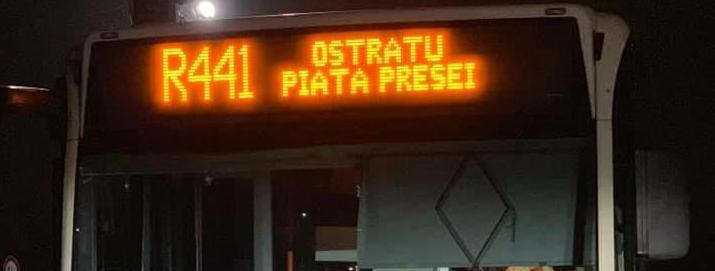 R441
OSTRATU
PIATA PRESEI